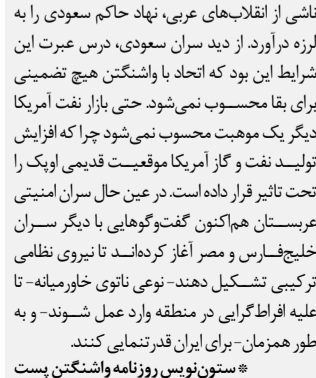 ناشی از انقلاب‌های عربی، نهاد حاکم سعودی را به
لرزه درآورد. از دید سران سعودی، درس عبرت این
شرایط این بود که اتحاد با واشنگتن هیچ تضمینی
برای بقا محسوب نمی‌شود. حتی بازار نفت آمریکا
دیگر یک موهبت محسوب نمی‌شود چرا که افزایش
تولید نفت و گاز آمریکا موقعیت قدیمی اوپک را
تحت تاثیر قرار داده است. در عین حال سران امنیتی
عربستان هم‌اکنون گفت‌وگوهایی با دیگر سران
خلیج‌فارس و مصر آغاز کرده‌اند تا نیروی نظامی
ترکیبی تشکیل دهند- نوعی ناتوی خاورمیانه- تا
علیه افراط‌گرایی در منطقه وارد عمل شوند- و به
طور همزمان- برای ایران قدرتنمایی کنند.
*ستون‌نویس روزنامه واشنگتن پست